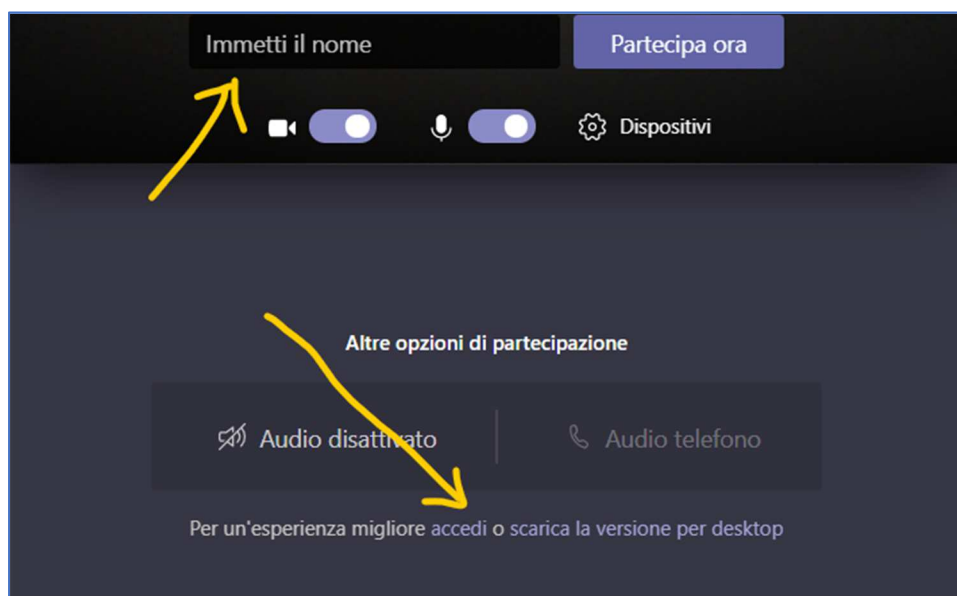 Immetti il nome
Partecipa ora
Dispositivi
Altre opzioni di partecipazione
Audio disattivato
Audio telefono
Per un'esperienza migliore accedi o scarica la versione per desktop